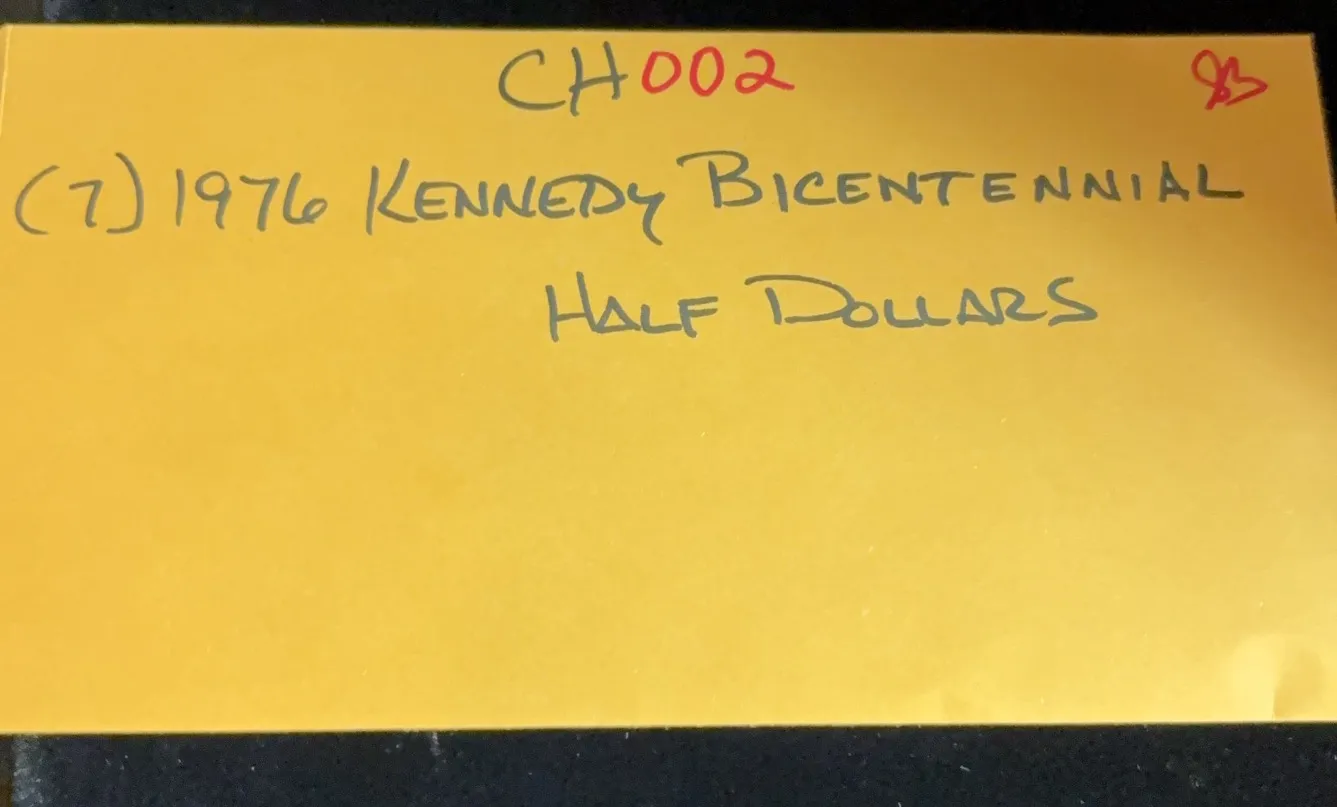 CH002
(7) 1976 KENNEDY BICENTENNIAL
HALF DOLLARS